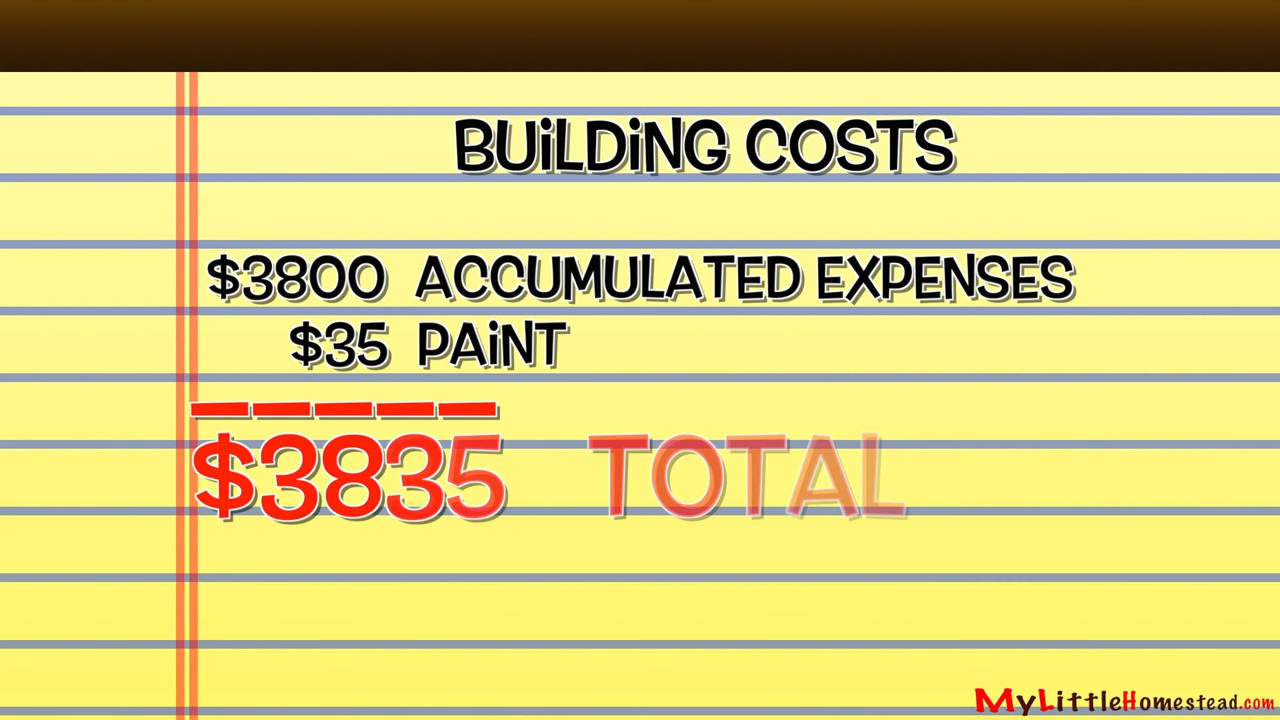 BUiLDiNG COSTS
$3800 ACCUMULATED EXPENSES
$35 PAiNT
$3835 TOTAL
MyLittleHomestead.com